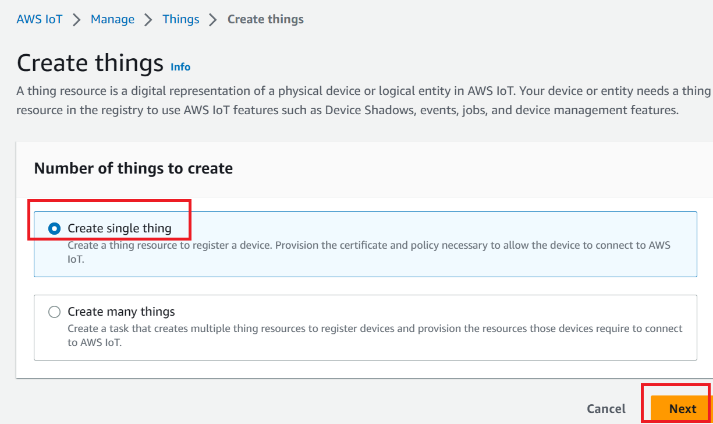 AWS IoT > Manage > Things > Create things
Create things Info
A thing resource is a digital representation of a physical device or logical entity in AWS IoT. Your device or entity needs a thing
resource in the registry to use AWS IoT features such as Device Shadows, events, jobs, and device management features.
Number of things to create
Create single thing
Create a thing resource to register a device. Provision the certificate and policy necessary to allow the device to connect to AWS
IoT.
Create many things
Create a task that creates multiple thing resources to register devices and provision the resources those devices require to connect
to AWS IoT.
Cancel Next